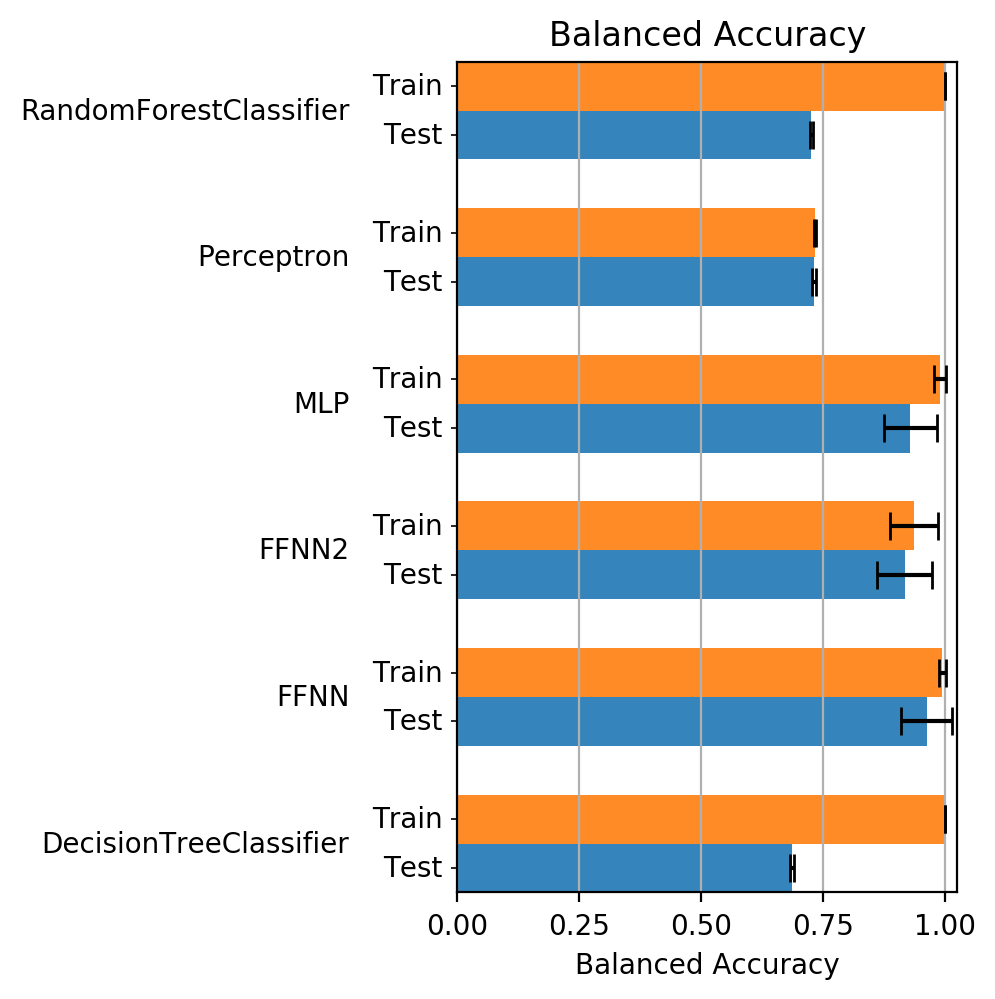 Balanced Accuracy
RandomForestClassifier
Train
Test
Perceptron
Train
Test
MLP
Train
Test
FFNN2
Train
Test
FFNN
Train
Test
DecisionTreeClassifier
Train
Test
0.00 0.25 0.50 0.75 1.00
Balanced Accuracy